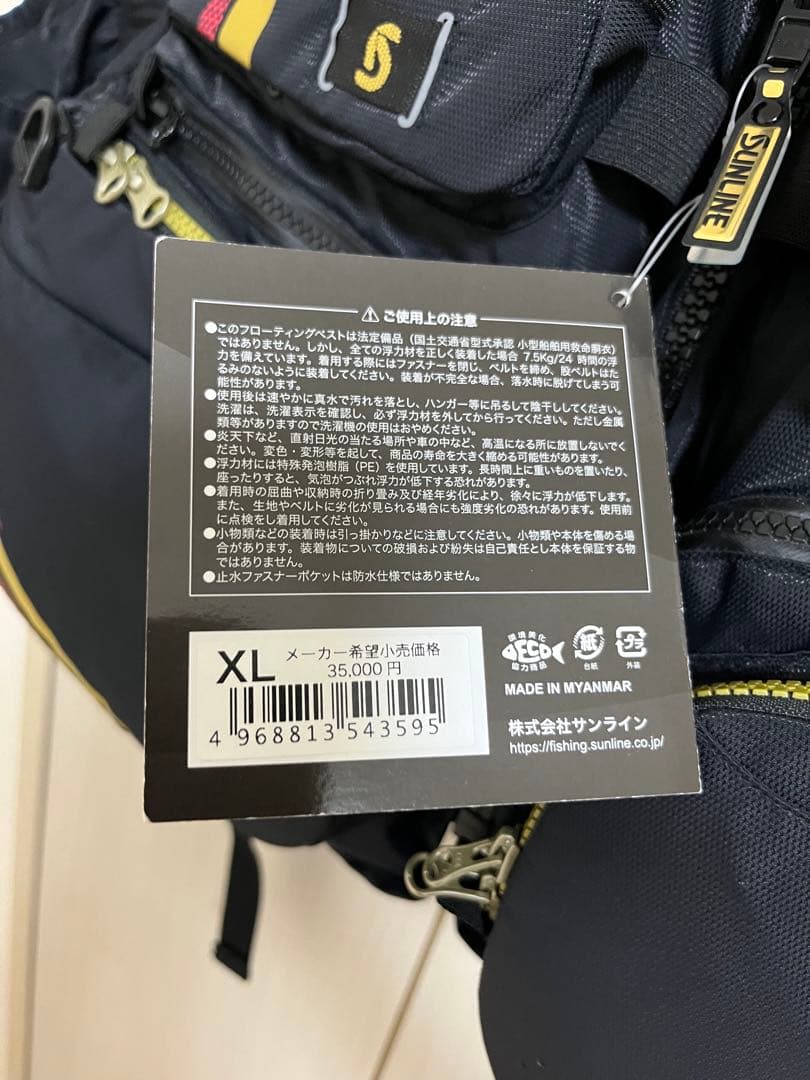 SUNLINE
⚠ ご使用上の注意
●このフローティングベストは法定備品（国土交通省型式承認 小型船舶用救命胴衣）
ではありません。しかし、全ての浮力材を正しく装着した場合 7.5Kg/24 時間の浮
力を備えています。着用する際にはファスナーを閉じ、ベルトを締め、股ベルトはた
るみのないように装着してください。装着が不完全な場合、落水時に脱げてしまう可
能性があります。
●使用後は速やかに真水で汚れを落とし、ハンガー等に吊るして陰干ししてください。
洗濯は、洗濯表示を確認し、必ず浮力材を外してから行ってください。ただし金属
類等がありますので洗濯機の使用はおやめください。
●炎天下など、直射日光の当たる場所や車の中など、高温になる所に放置しないでく
ださい。変色・変形等を起して、商品の寿命を大きく縮める可能性があります。
●浮力材には特殊発泡樹脂（PE）を使用しています。長時間上に重いものを置いたり、
座ったりすると、気泡がつぶれ浮力が低下する恐れがあります。
●着用時の屈曲や収納時の折り畳み及び経年劣化により、徐々に浮力が低下します。
また、生地やベルトに劣化が見られる場合にも強度劣化の恐れがあります。使用前
に点検をし着用してください。
●小物類などの装着時は引っ掛かりなどに注意してください。小物類や本体を傷める場
合があります。装着物についての破損および紛失は自己責任とし本体を保証する物
ではありません。
●止水ファスナーポケットは防水仕様ではありません。
XL メーカー希望小売価格
35,000 円
4 968813 543595
環境美化
ECO
協力商品
紙
台紙
プラ
外装
MADE IN MYANMAR
株式会社サンライン
https://fishing.sunline.co.jp/